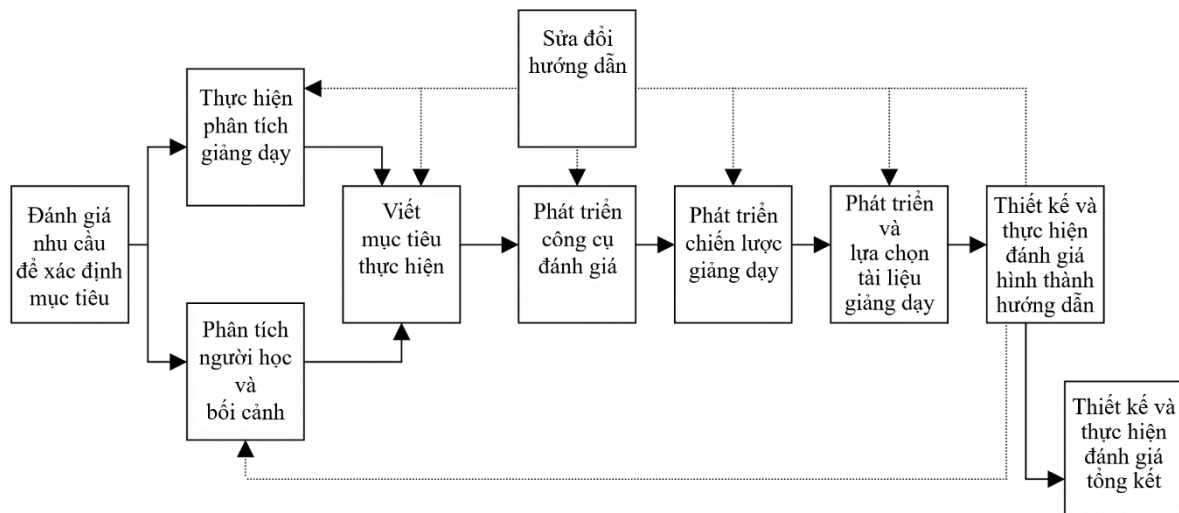 Sửa đổi
hướng dẫn
Thực hiện
phân tích
giảng dạy
Đánh giá
nhu cầu
để xác định
mục tiêu
Phân tích
người học
và
bối cảnh
Viết
mục tiêu
thực hiện
Phát triển
công cụ
đánh giá
Phát triển
chiến lược
giảng dạy
Phát triển
và
lựa chọn
tài liệu
giảng dạy
Thiết kế và
thực hiện
đánh giá
hình thành
hướng dẫn
Thiết kế và
thực hiện
đánh giá
tổng kết